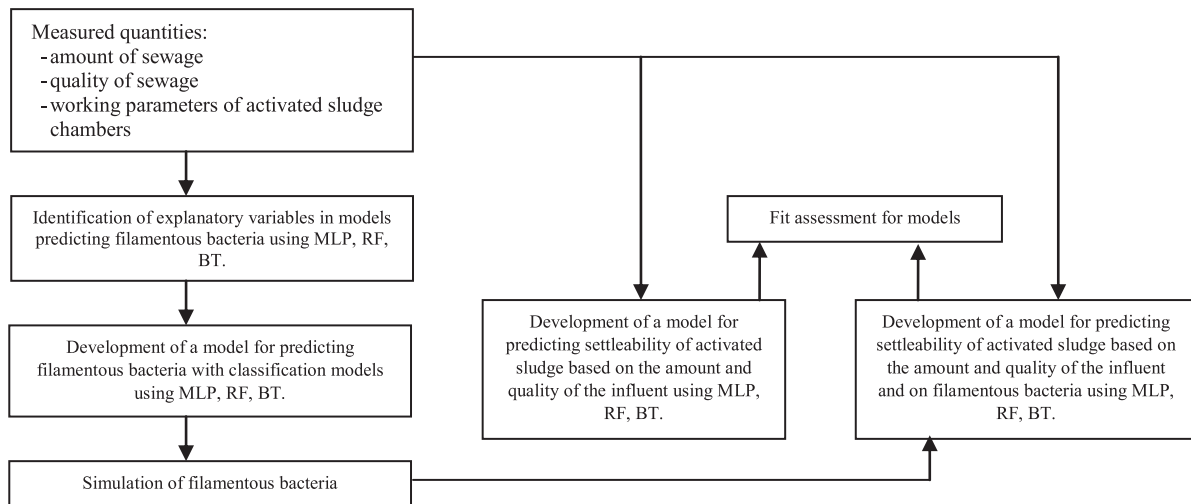 Measured quantities:
- amount of sewage
- quality of sewage
- working parameters of activated sludge
chambers
Identification of explanatory variables in models
predicting filamentous bacteria using MLP, RF,
BT.
Development of a model for predicting
filamentous bacteria with classification models
using MLP, RF, BT.
Simulation of filamentous bacteria
Fit assessment for models
Development of a model for
predicting settleability of activated
sludge based on the amount and
quality of the influent using MLP,
RF, BT.
Development of a model for predicting
settleability of activated sludge based on
the amount and quality of the influent
and on filamentous bacteria using MLP,
RF, BT.